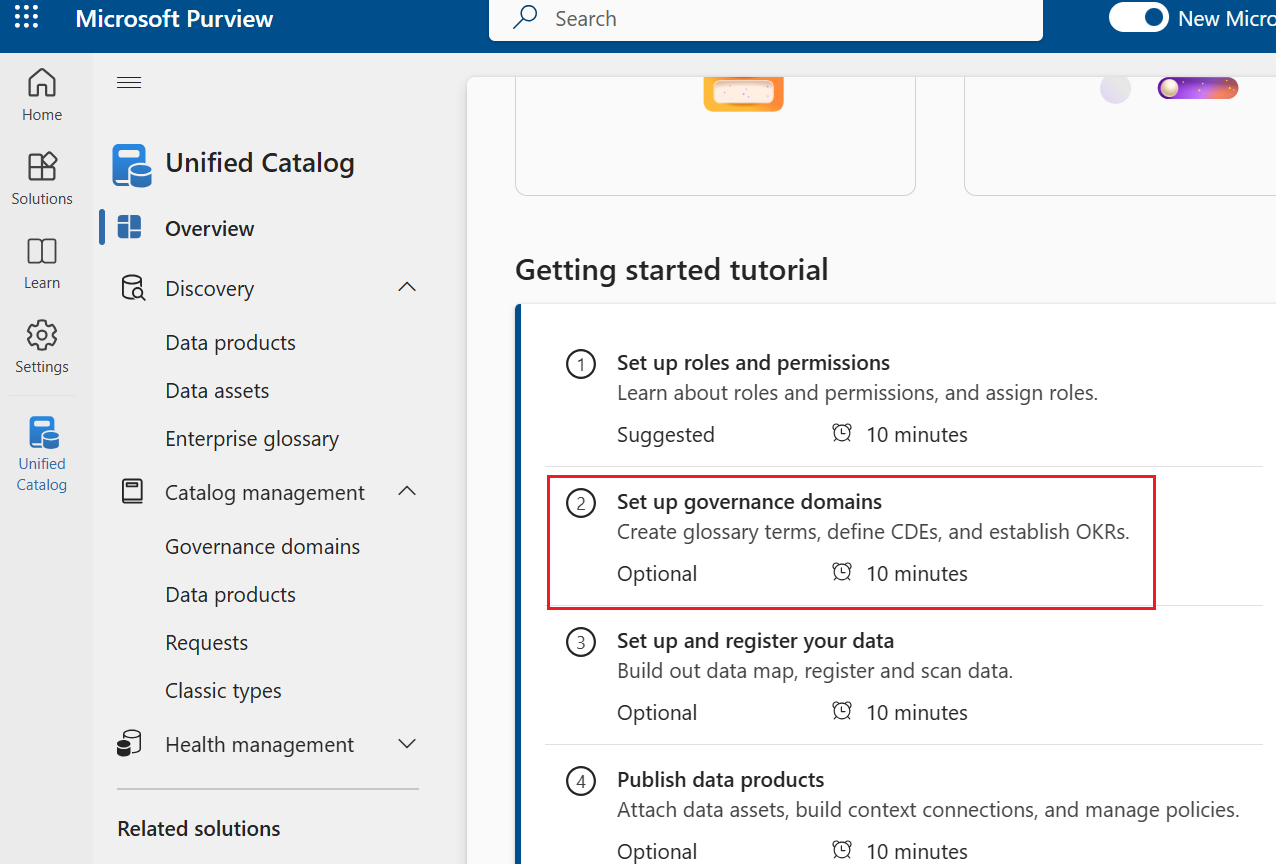 Microsoft Purview
Search
New Micro
Home
Solutions
Learn
Settings
Unified
Catalog
Unified Catalog
Overview
Discovery
Data products
Data assets
Enterprise glossary
Catalog management
Governance domains
Data products
Requests
Classic types
Health management
Related solutions
Getting started tutorial
1 Set up roles and permissions
Learn about roles and permissions, and assign roles.
Suggested 10 minutes
2 Set up governance domains
Create glossary terms, define CDEs, and establish OKRs.
Optional 10 minutes
3 Set up and register your data
Build out data map, register and scan data.
Optional 10 minutes
4 Publish data products
Attach data assets, build context connections, and manage policies.
Optional 10 minutes